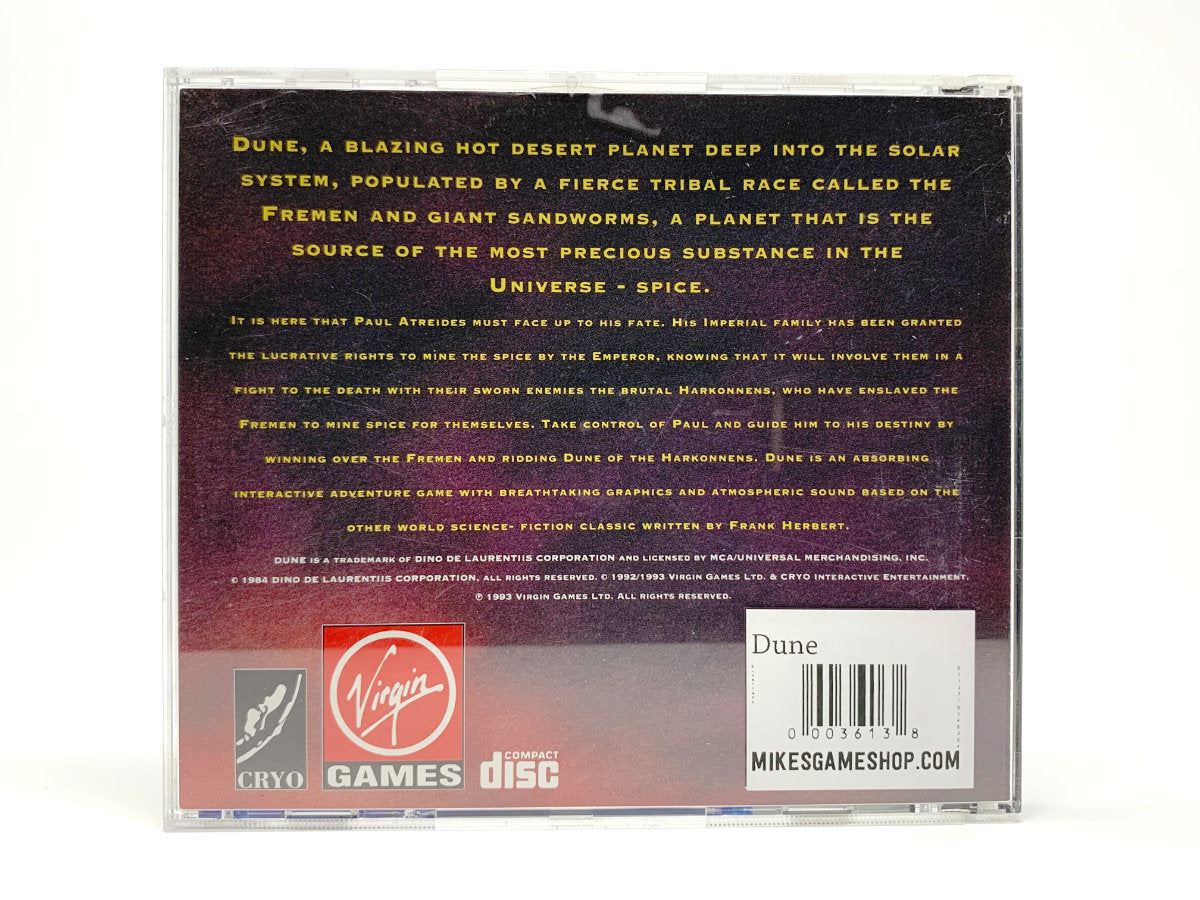 DUNE, A BLAZING HOT DESERT PLANET DEEP INTO THE SOLAR
SYSTEM, POPULATED BY A FIERCE TRIBAL RACE CALLED THE
FREMEN AND GIANT SANDWORMS, A PLANET THAT IS THE
SOURCE OF THE MOST PRECIOUS SUBSTANCE IN THE
UNIVERSE - SPICE.
IT IS HERE THAT PAUL ATREIDES MUST FACE UP TO HIS FATE. HIS IMPERIAL FAMILY HAS BEEN GRANTED
THE LUCRATIVE RIGHTS TO MINE THE SPICE BY THE EMPEROR, KNOWING THAT IT WILL INVOLVE THEM IN A
FIGHT TO THE DEATH WITH THEIR SWORN ENEMIES THE BRUTAL HARKONNENS, WHO HAVE ENSLAVED THE
FREMEN TO MINE SPICE FOR THEMSELVES. TAKE CONTROL OF PAUL AND GUIDE HIM TO HIS DESTINY BY
WINNING OVER THE FREMEN AND RIDDING DUNE OF THE HARKONNENS. DUNE IS AN ABSORBING
INTERACTIVE ADVENTURE GAME WITH BREATHTAKING GRAPHICS AND ATMOSPHERIC SOUND BASED ON THE
OTHER WORLD SCIENCE- FICTION CLASSIC WRITTEN BY FRANK HERBERT.
DUNE IS A TRADEMARK OF DINO DE LAURENTIIS CORPORATION AND LICENSED BY MCA/UNIVERSAL MERCHANDISING, INC.
© 1984 DINO DE LAURENTIIS CORPORATION, ALL RIGHTS RESERVED. © 1992/1993 VIRGIN GAMES LTD. & CRYO INTERACTIVE ENTERTAINMENT.
℗ 1993 VIRGIN GAMES LTD. ALL RIGHTS RESERVED.
CRYO
Virgin
GAMES
COMPACT
disc
Dune
0 003613 8
MIKESGAMESHOP.COM